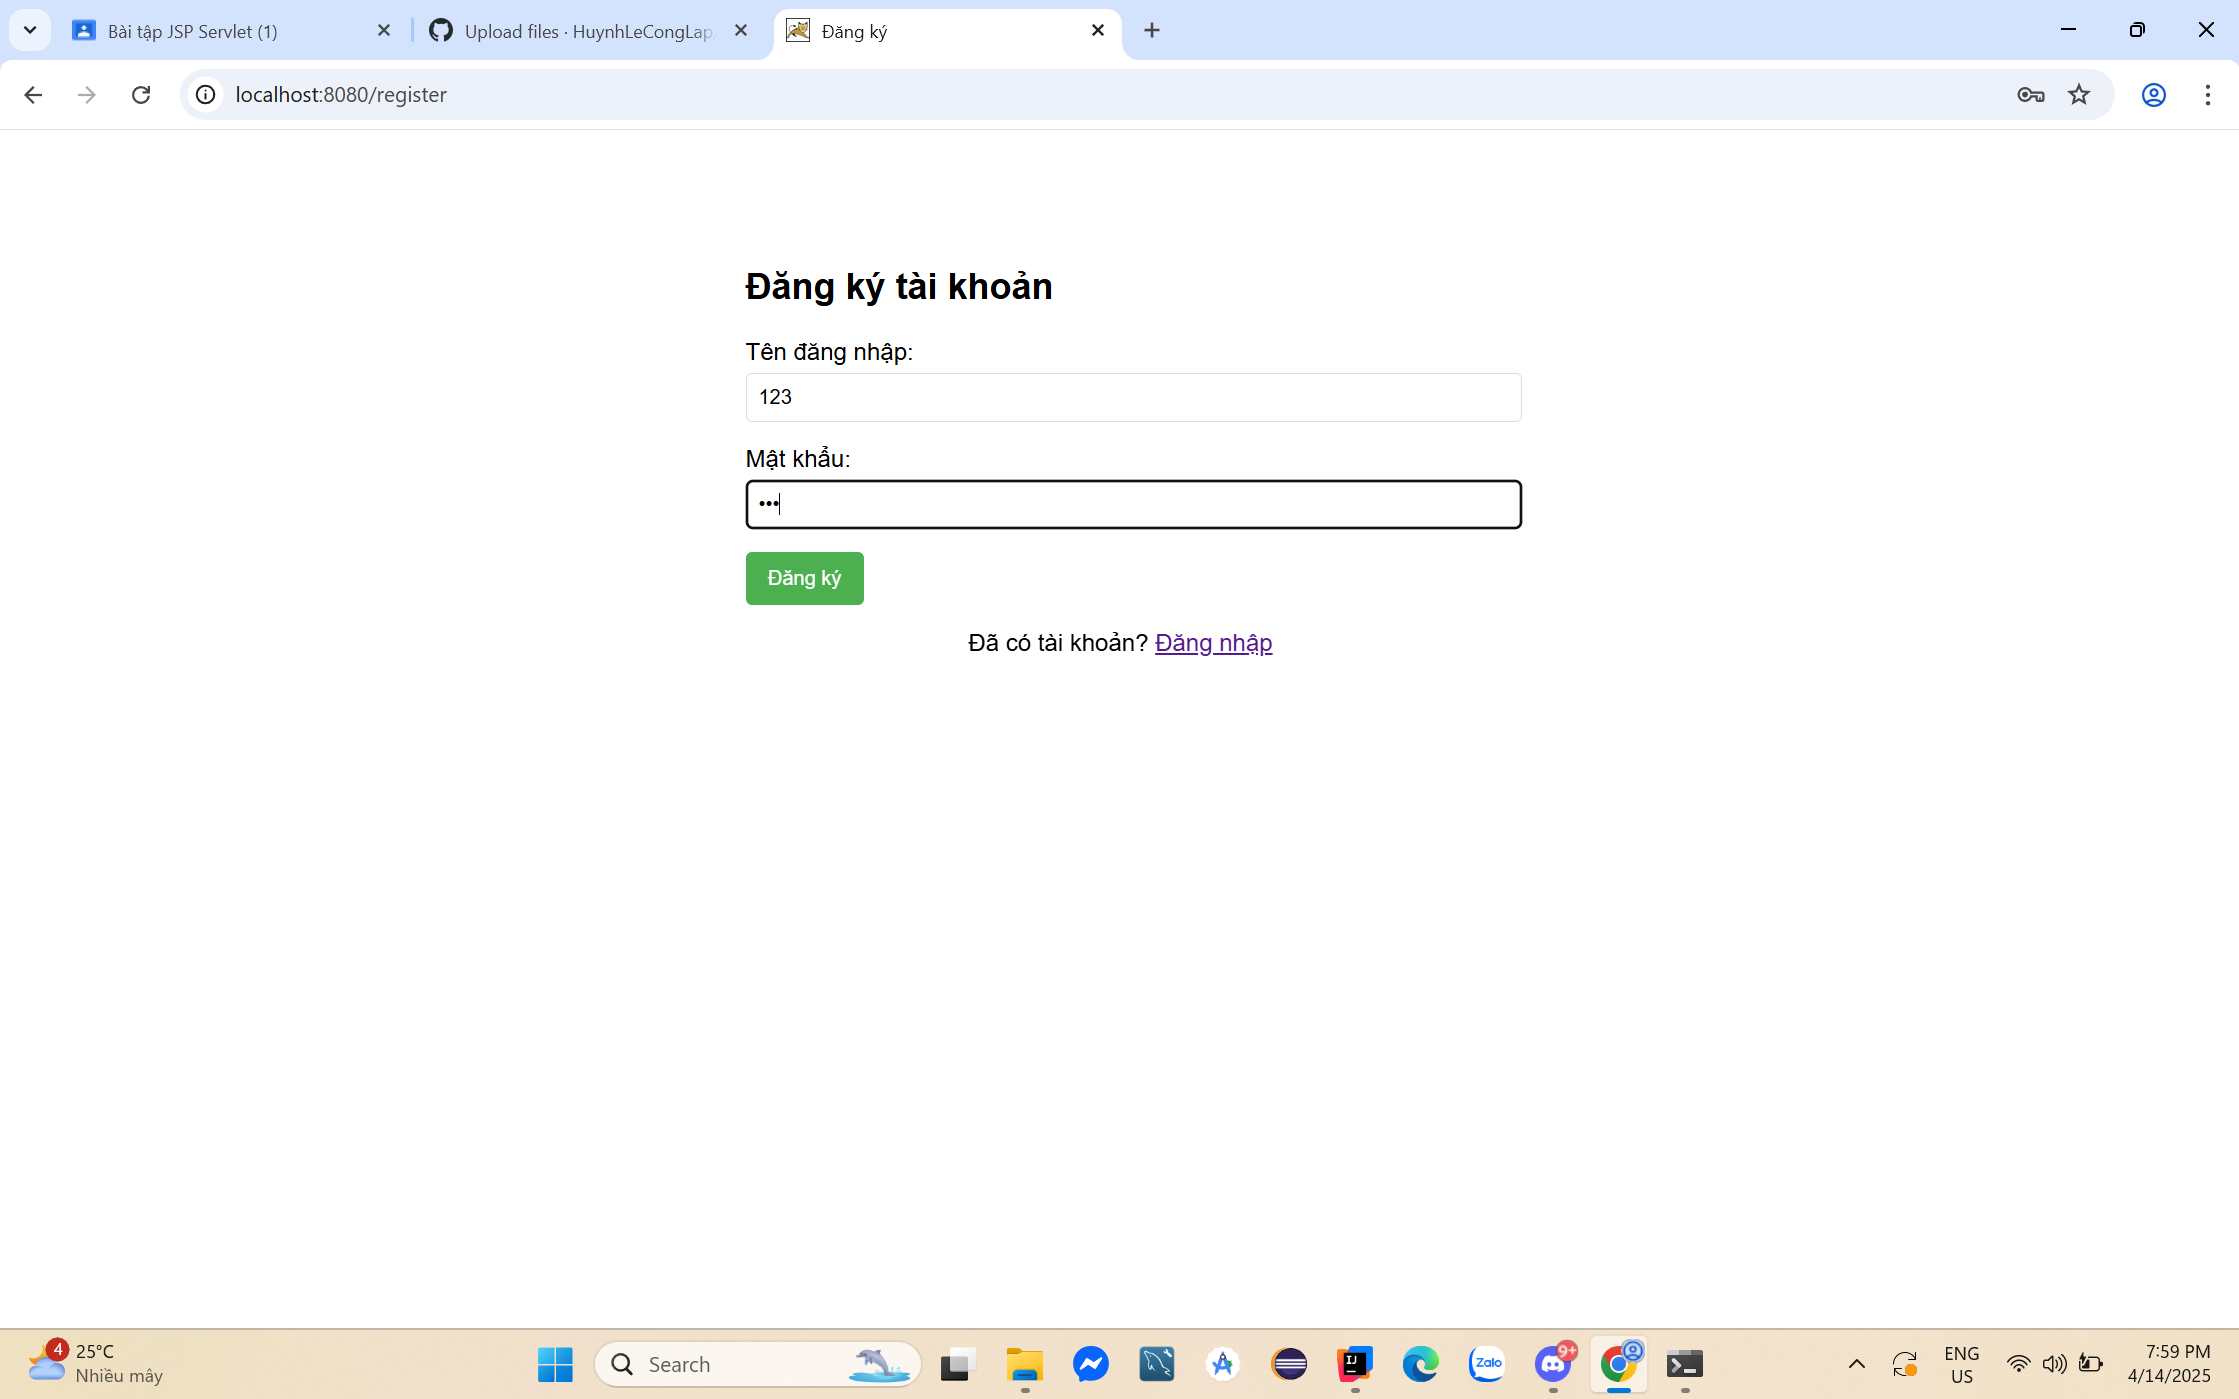 Bài tập JSP Servlet (1)
Upload files · HuynhLeCongLap
Đăng ký
localhost:8080/register
Đăng ký tài khoản
Tên đăng nhập:
123
Mật khẩu:
•••
Đăng ký
Đã có tài khoản? Đăng nhập
4
25°C
Nhiều mây
Search
IJ
Zalo
9+
ENG
US
7:59 PM
4/14/2025